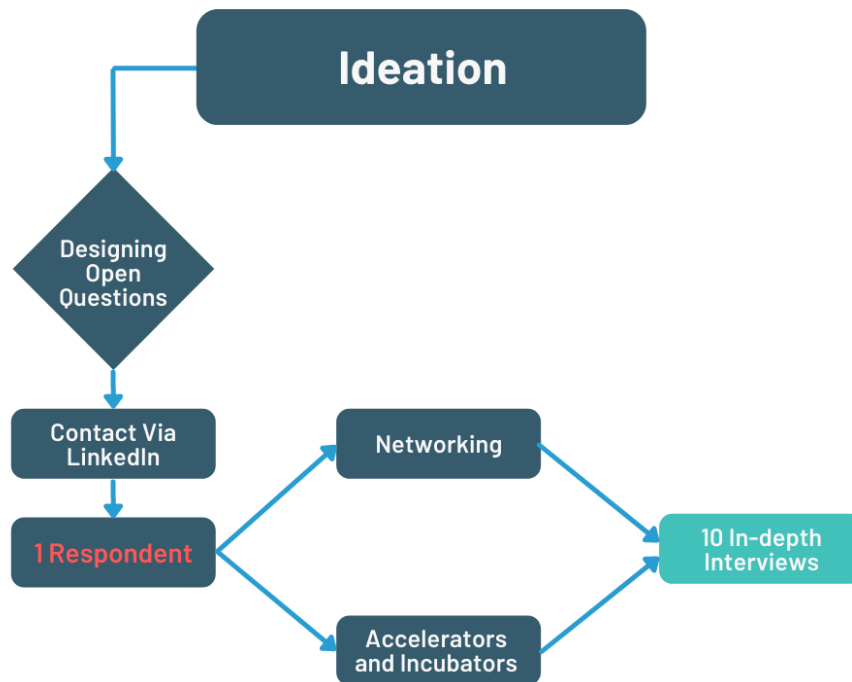 Ideation
Designing
Open
Questions
Contact Via
LinkedIn
1 Respondent
Networking
Accelerators
and Incubators
10 In-depth
Interviews